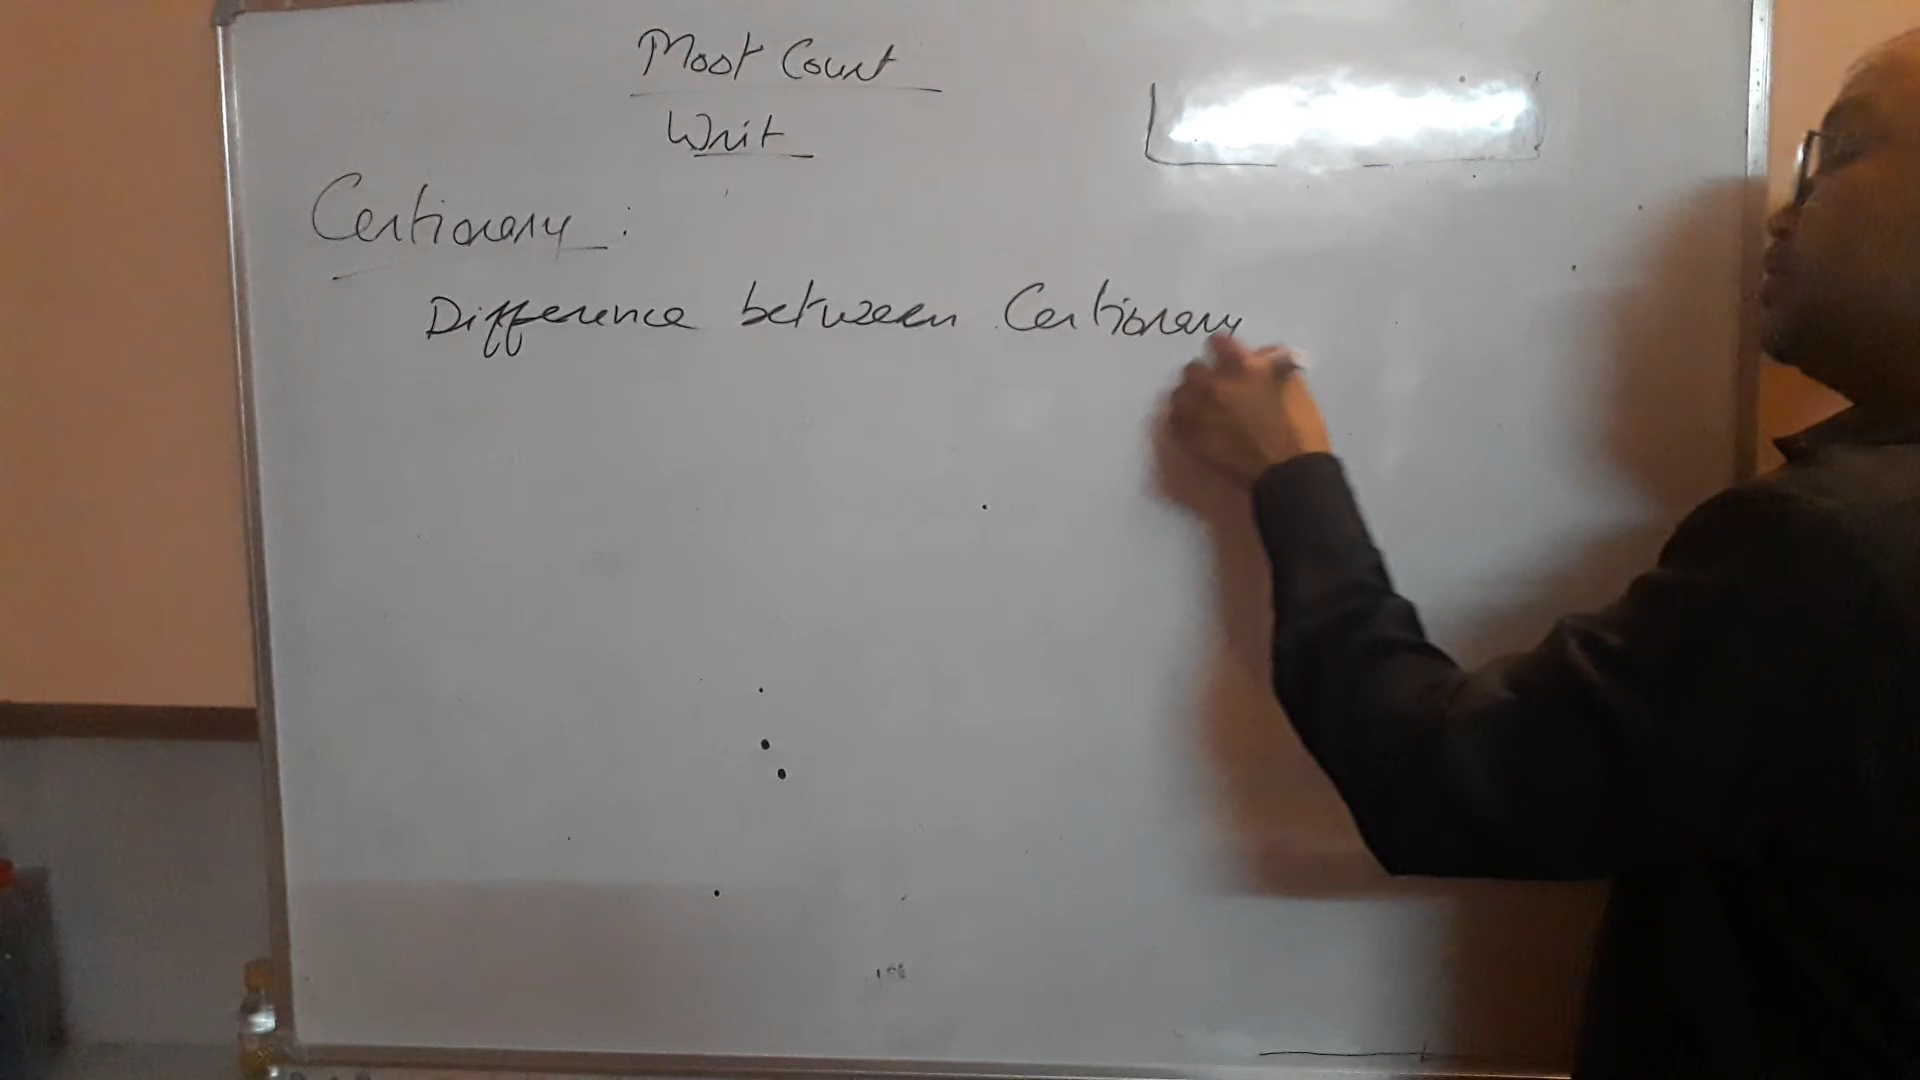 Moot Court
Writ
Certiorary :
Difference between Certiorary